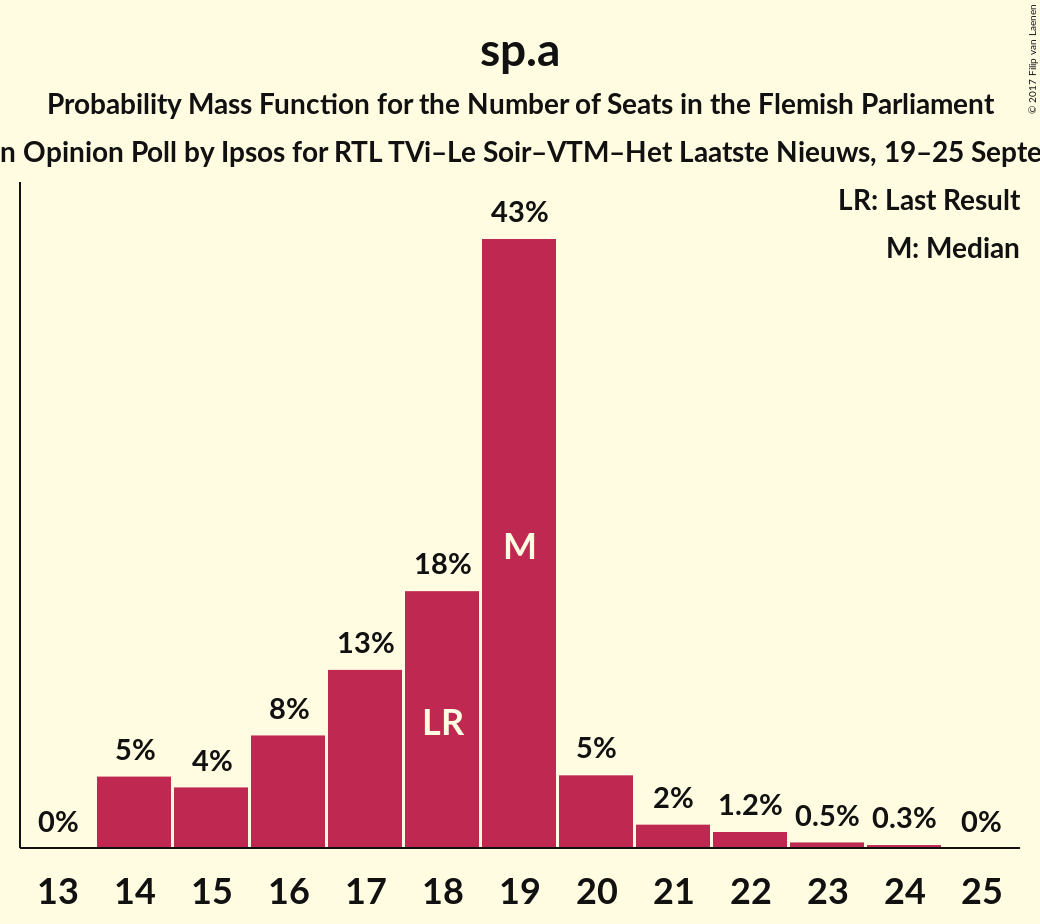 sp.a
Probability Mass Function for the Number of Seats in the Flemish Parliament
n Opinion Poll by Ipsos for RTL TVi–Le Soir–VTM–Het Laatste Nieuws, 19–25 Septe
© 2017 Filip van Laenen
LR: Last Result
M: Median
43%
M
18%
LR
13%
8%
5%
4%
0%
5%
2%
1.2%
0.5%
0.3%
0%
13 14 15 16 17 18 19 20 21 22 23 24 25